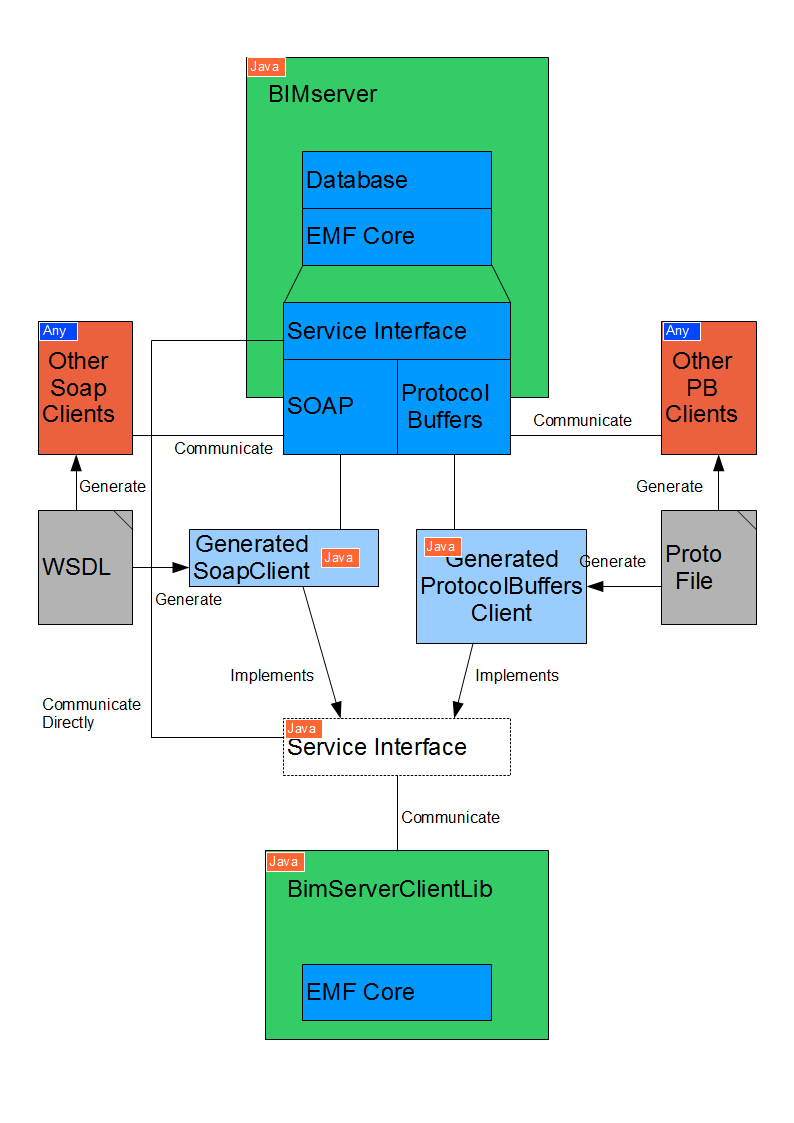 Java
BIMserver
Database
EMF Core
Service Interface
SOAP
Protocol
Buffers
Any
Other
Soap
Clients
Communicate
Any
Other
PB
Clients
Communicate
Generate
WSDL
Generate
Generated
SoapClient
Java
Java
Generated
ProtocolBuffers
Client
Generate
Generate
Proto
File
Implements
Implements
Communicate
Directly
Java
Service Interface
Communicate
Java
BimServerClientLib
EMF Core